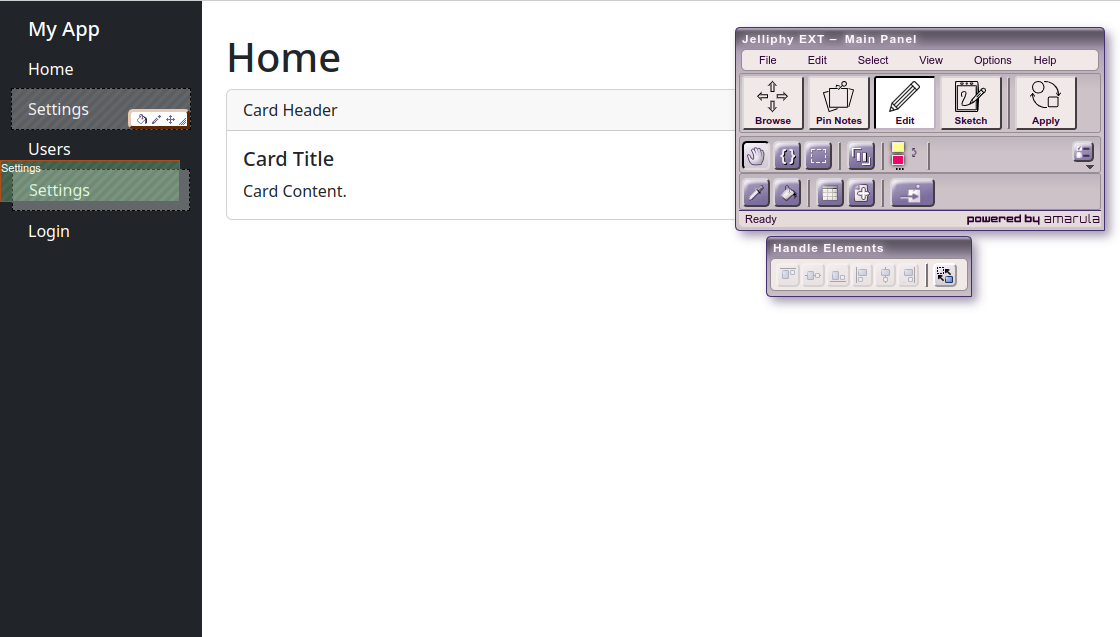 My App
Home
Settings
Users
Settings
Settings
Login
Home
Card Header
Card Title
Card Content.
Jelliphy EXT – Main Panel
File Edit Select View Options Help
Browse Pin Notes Edit Sketch Apply
Ready powered by amarula
Handle Elements